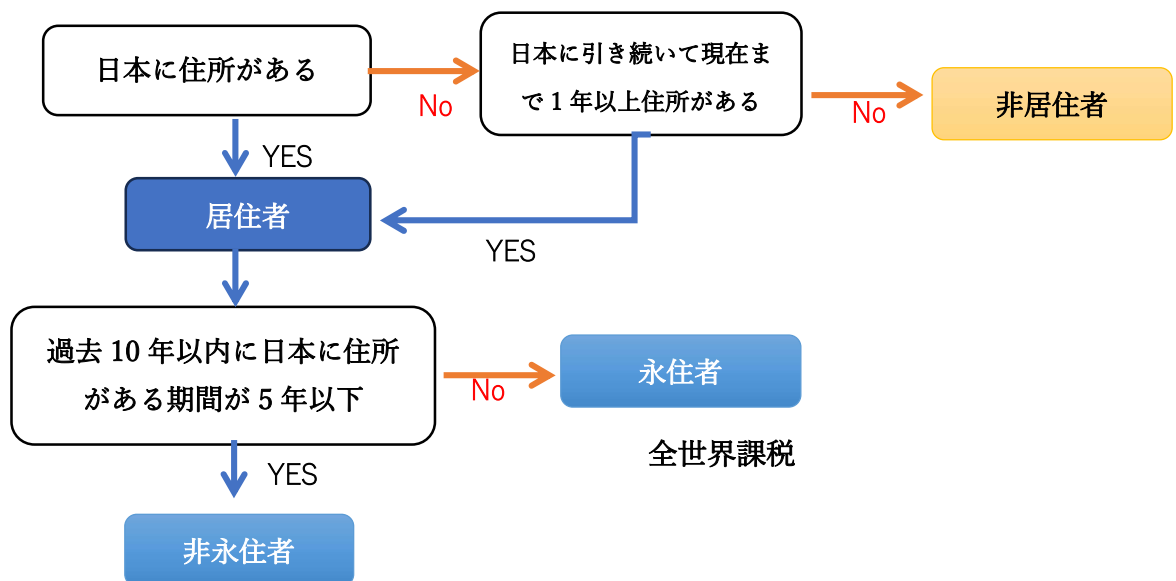 日本に住所がある
No
日本に引き続いて現在ま
で1年以上住所がある
No
非居住者
YES
居住者
YES
過去 10 年以内に日本に住所
がある期間が 5 年以下
No
永住者
全世界課税
YES
非永住者